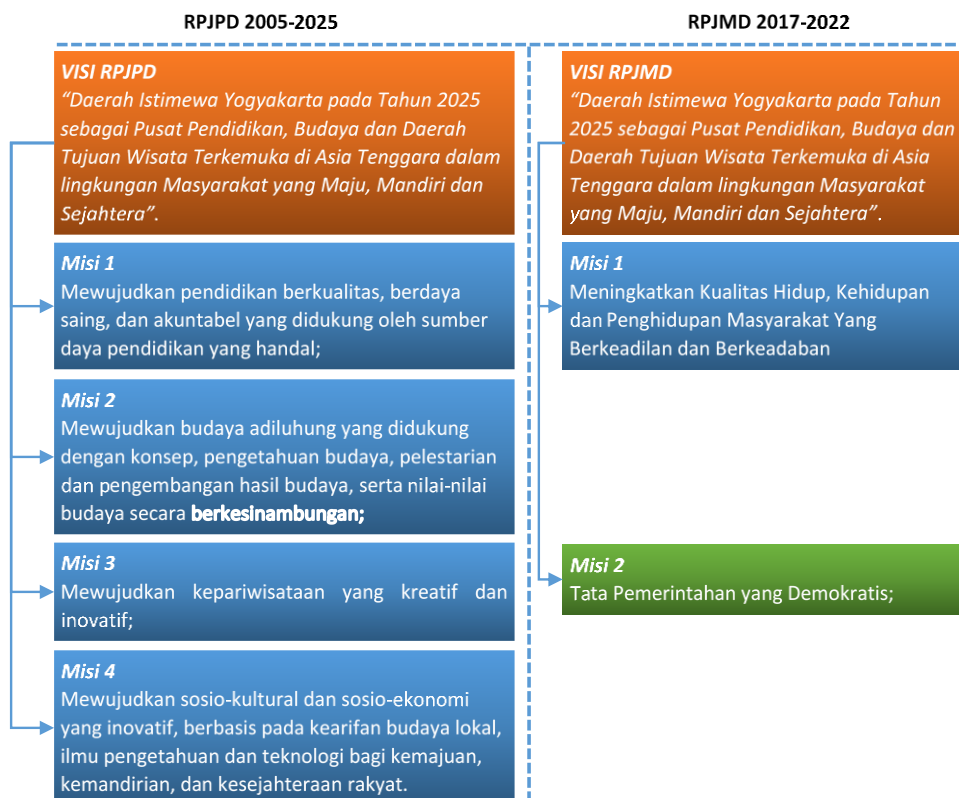 RPJPD 2005-2025
VISI RPJPD
“Daerah Istimewa Yogyakarta pada Tahun 2025
sebagai Pusat Pendidikan, Budaya dan Daerah
Tujuan Wisata Terkemuka di Asia Tenggara dalam
lingkungan Masyarakat yang Maju, Mandiri dan
Sejahtera”.
Misi 1
Mewujudkan pendidikan berkualitas, berdaya
saing, dan akuntabel yang didukung oleh sumber
daya pendidikan yang handal;
Misi 2
Mewujudkan budaya adiluhung yang didukung
dengan konsep, pengetahuan budaya, pelestarian
dan pengembangan hasil budaya, serta nilai-nilai
budaya secara berkesinambungan;
Misi 3
Mewujudkan kepariwisataan yang kreatif dan
inovatif;
Misi 4
Mewujudkan sosio-kultural dan sosio-ekonomi
yang inovatif, berbasis pada kearifan budaya lokal,
ilmu pengetahuan dan teknologi bagi kemajuan,
kemandirian, dan kesejahteraan rakyat.
RPJMD 2017-2022
VISI RPJMD
“Daerah Istimewa Yogyakarta pada Tahun
2025 sebagai Pusat Pendidikan, Budaya dan
Daerah Tujuan Wisata Terkemuka di Asia
Tenggara dalam lingkungan Masyarakat
yang Maju, Mandiri dan Sejahtera”.
Misi 1
Meningkatkan Kualitas Hidup, Kehidupan
dan Penghidupan Masyarakat Yang
Berkeadilan dan Berkeadaban
Misi 2
Tata Pemerintahan yang Demokratis;